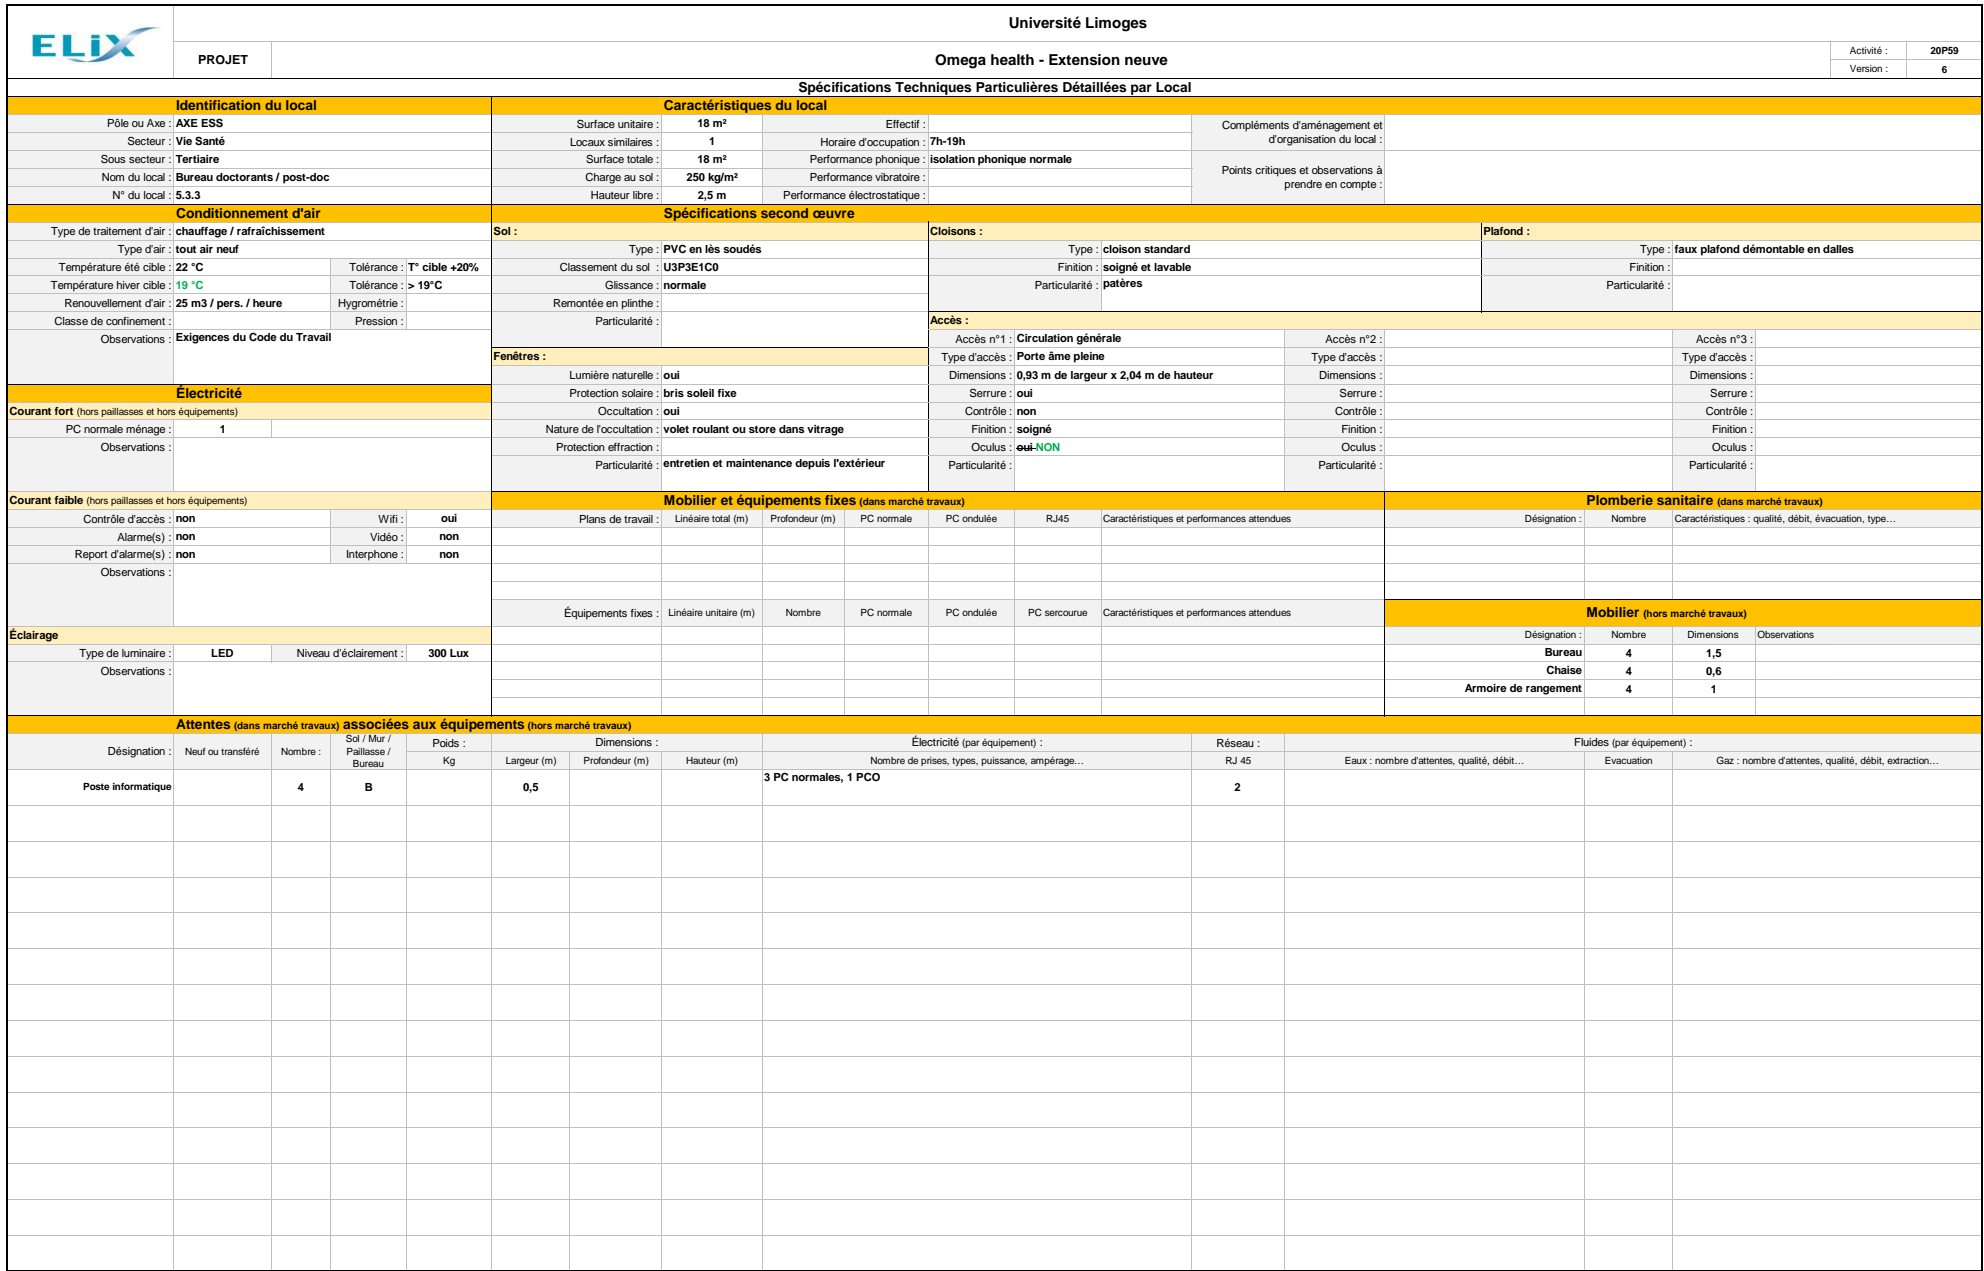 ELiX
Université Limoges
PROJET
Omega health - Extension neuve
Activité : 20P59
Version : 6
Spécifications Techniques Particulières Détaillées par Local
Identification du local
Caractéristiques du local
Pôle ou Axe : AXE ESS
Secteur : Vie Santé
Sous secteur : Tertiaire
Nom du local : Bureau doctorants / post-doc
N° du local : 5.3.3
Surface unitaire : 18 m²
Locaux similaires : 1
Surface totale : 18 m²
Charge au sol : 250 kg/m²
Hauteur libre : 2,5 m
Effectif :
Horaire d'occupation : 7h-19h
Performance phonique : isolation phonique normale
Performance vibratoire :
Performance électrostatique :
Compléments d'aménagement et
d'organisation du local :
Points critiques et observations à
prendre en compte :
Conditionnement d'air
Type de traitement d'air : chauffage / rafraîchissement
Type d'air : tout air neuf
Température été cible : 22 °C Tolérance : T° cible +20%
Température hiver cible : 19 °C Tolérance : > 19°C
Renouvellement d'air : 25 m3 / pers. / heure Hygrométrie :
Classe de confinement : Pression :
Observations : Exigences du Code du Travail
Spécifications second œuvre
Sol :
Type : PVC en lès soudés
Classement du sol : U3P3E1C0
Glissance : normale
Remontée en plinthe :
Particularité :
Cloisons :
Type : cloison standard
Finition : soigné et lavable
Particularité : patères
Plafond :
Type : faux plafond démontable en dalles
Finition :
Particularité :
Fenêtres :
Lumière naturelle : oui
Protection solaire : bris soleil fixe
Occultation : oui
Nature de l'occultation : volet roulant ou store dans vitrage
Protection effraction :
Particularité : entretien et maintenance depuis l'extérieur
Accès :
Accès n°1 : Circulation générale
Type d'accès : Porte âme pleine
Dimensions : 0,93 m de largeur x 2,04 m de hauteur
Serrure : oui
Contrôle : non
Finition : soigné
Oculus : oui NON
Particularité :
Accès n°2 :
Type d'accès :
Dimensions :
Serrure :
Contrôle :
Finition :
Oculus :
Particularité :
Accès n°3 :
Type d'accès :
Dimensions :
Serrure :
Contrôle :
Finition :
Oculus :
Particularité :
Électricité
Courant fort (hors paillasses et hors équipements)
PC normale ménage : 1
Observations :
Courant faible (hors paillasses et hors équipements)
Contrôle d'accès : non Wifi : oui
Alarme(s) : non Vidéo : non
Report d'alarme(s) : non Interphone : non
Observations :
Éclairage
Type de luminaire : LED Niveau d'éclairement : 300 Lux
Observations :
Mobilier et équipements fixes (dans marché travaux)
Plans de travail : Linéaire total (m) Profondeur (m) PC normale PC ondulée RJ45 Caractéristiques et performances attendues
Équipements fixes : Linéaire unitaire (m) Nombre PC normale PC ondulée PC sercourue Caractéristiques et performances attendues
Plomberie sanitaire (dans marché travaux)
Désignation : Nombre Caractéristiques : qualité, débit, évacuation, type…
Mobilier (hors marché travaux)
Désignation : Nombre Dimensions Observations
Bureau 4 1,5
Chaise 4 0,6
Armoire de rangement 4 1
Attentes (dans marché travaux) associées aux équipements (hors marché travaux)
Désignation : Neuf ou transféré Nombre :
Sol / Mur /
Paillasse /
Bureau
Poids :
Kg
Dimensions :
Largeur (m) Profondeur (m) Hauteur (m)
Électricité (par équipement) :
Nombre de prises, types, puissance, ampérage…
Réseau :
RJ 45
Fluides (par équipement) :
Eaux : nombre d'attentes, qualité, débit… Evacuation Gaz : nombre d'attentes, qualité, débit, extraction…
Poste informatique 4 B 0,5 3 PC normales, 1 PCO 2